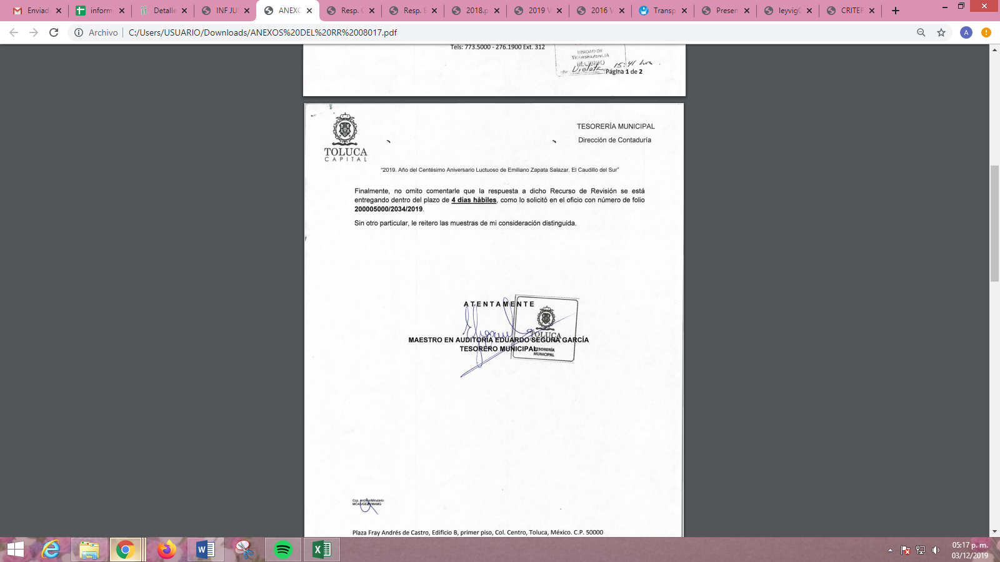 Enviad
inform
Detalle
INF JUS
ANEXO
Resp. C
Resp. E
2018.p
2019 V
2016 V
Transp
Presen
leyvigC
CRITER
Archivo
C:/Users/USUARIO/Downloads/ANEXOS%20DEL%20RR%2008017.pdf
A
Tels: 773.5000 - 276.1900 Ext. 312
UNIDAD DE
TRANSPARENCIA
RECIBIDO
Violeta 15:41 hrs.
Página 1 de 2
TOLUCA
CAPITAL
TESORERÍA MUNICIPAL
Dirección de Contaduría
“2019. Año del Centésimo Aniversario Luctuoso de Emiliano Zapata Salazar. El Caudillo del Sur”
Finalmente, no omito comentarle que la respuesta a dicho Recurso de Revisión se está
entregando dentro del plazo de 4 días hábiles, como lo solicitó en el oficio con número de folio
200005000/2034/2019.
Sin otro particular, le reitero las muestras de mi consideración distinguida.
A T E N T A M E N T E
TOLUCA
MAESTRO EN AUDITORÍA EDUARDO SEGURA GARCÍA
TESORERO MUNICIPAL
TESORERÍA
MUNICIPAL
Ccp. Archivo/Minutario
Plaza Fray Andrés de Castro, Edificio B, primer piso, Col. Centro, Toluca, México. C.P. 50000
05:17 p. m.
03/12/2019